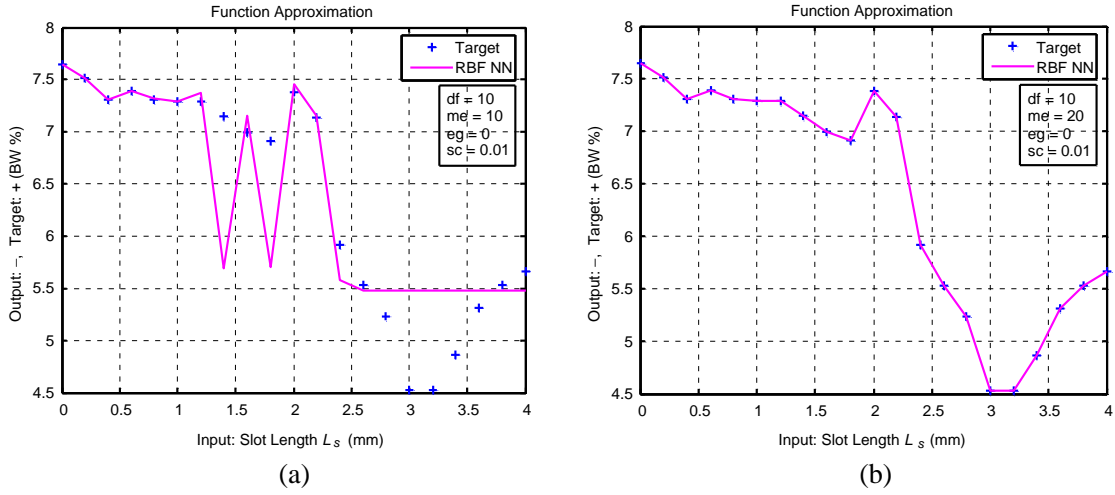 Function Approximation
8
7.5
7
6.5
6
5.5
5
4.5
0
0.5
1
1.5
2
2.5
3
3.5
4
Output: −, Target: + (BW %)
Input: Slot Length L s (mm)
Target
RBF NN
df = 10
me = 10
eg = 0
sc = 0.01
(a)
Function Approximation
8
7.5
7
6.5
6
5.5
5
4.5
0
0.5
1
1.5
2
2.5
3
3.5
4
Output: −, Target: + (BW %)
Input: Slot Length L s (mm)
Target
RBF NN
df = 10
me = 20
eg = 0
sc = 0.01
(b)